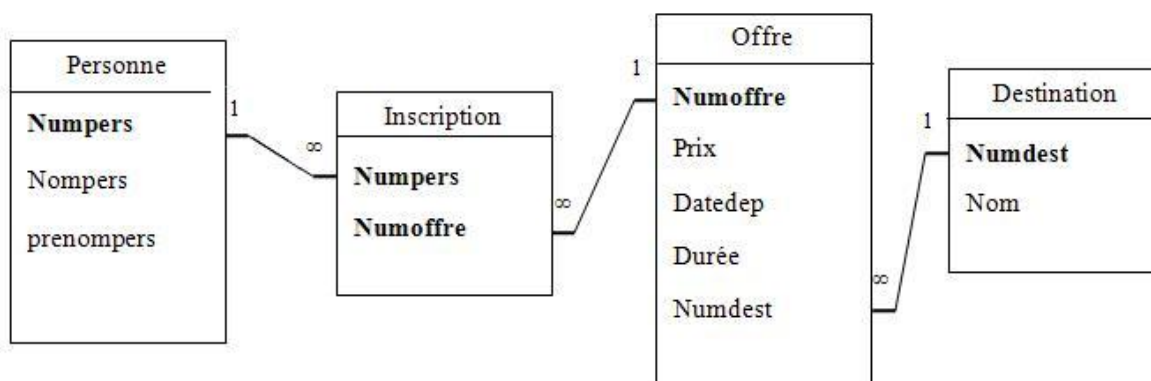 Personne
Numpers
Nompers
prenompers
1
∞
Inscription
Numpers
Numoffre
∞
1
Offre
Numoffre
Prix
Datedep
Durée
Numdest
∞
1
Destination
Numdest
Nom